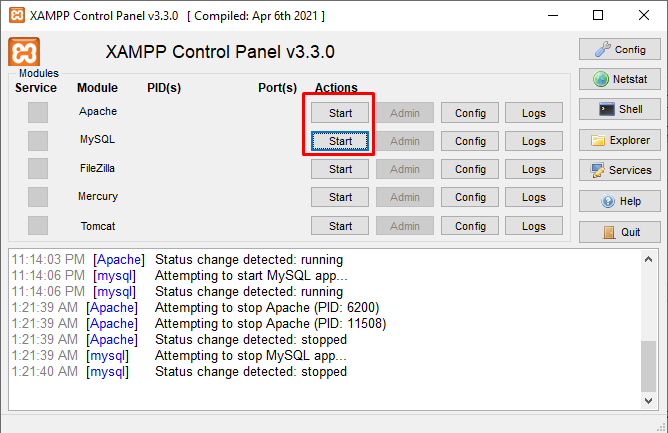 XAMPP Control Panel v3.3.0 [ Compiled: Apr 6th 2021 ]
XAMPP Control Panel v3.3.0
Config
Modules
Service Module PID(s) Port(s) Actions
Netstat
Apache Start Admin Config Logs
Shell
MySQL Start Admin Config Logs
Explorer
FileZilla Start Admin Config Logs
Services
Mercury Start Admin Config Logs
Help
Tomcat Start Admin Config Logs
Quit
11:14:03 PM [Apache] Status change detected: running
11:14:06 PM [mysql] Attempting to start MySQL app...
11:14:06 PM [mysql] Status change detected: running
1:21:39 AM [Apache] Attempting to stop Apache (PID: 6200)
1:21:39 AM [Apache] Attempting to stop Apache (PID: 11508)
1:21:39 AM [Apache] Status change detected: stopped
1:21:39 AM [mysql] Attempting to stop MySQL app...
1:21:40 AM [mysql] Status change detected: stopped